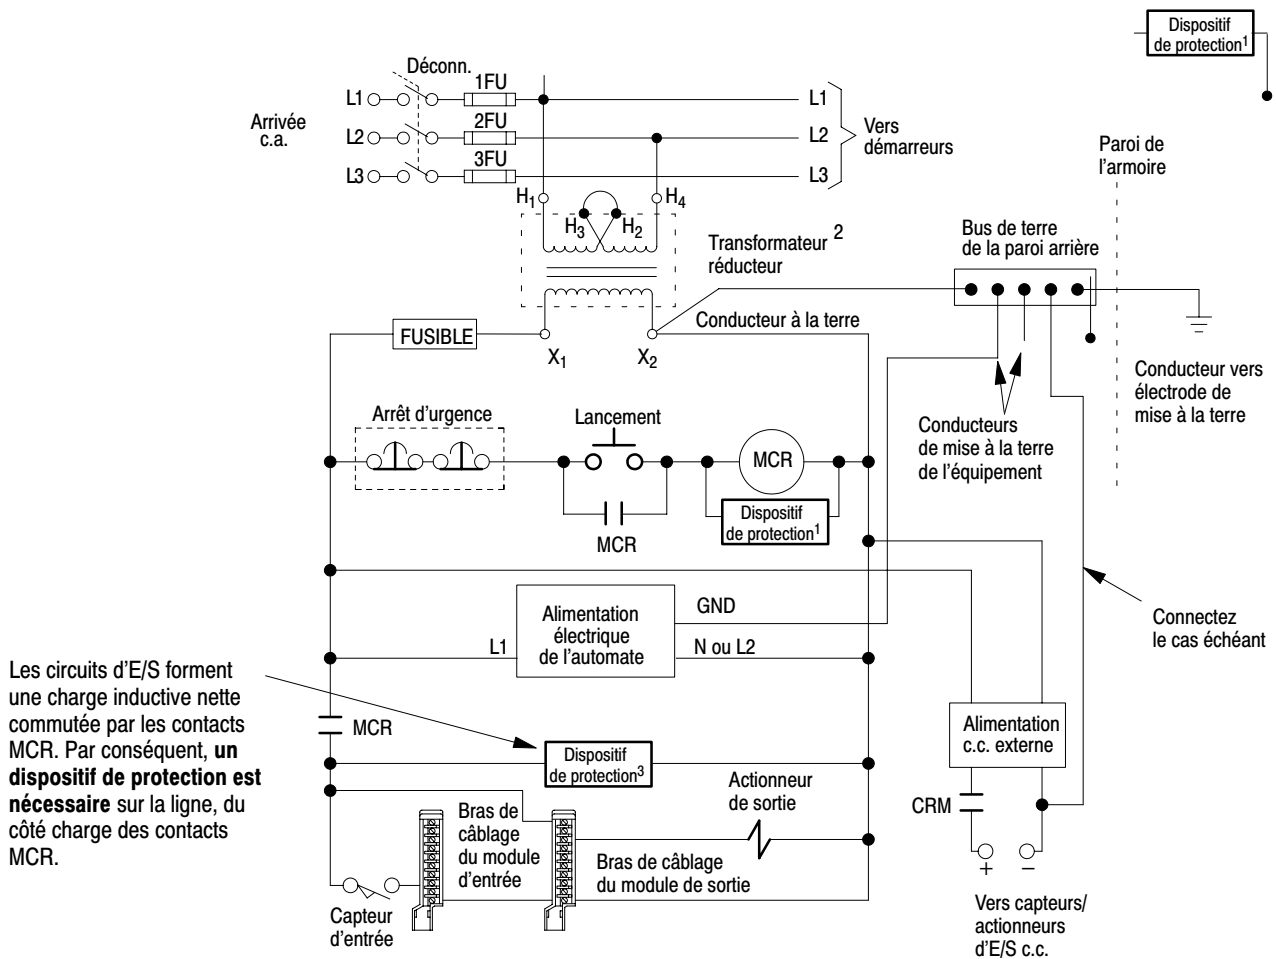 Dispositif
de protection1
Déconn.
1FU
L1
L1
Arrivée
c.a.
2FU
L2
L2
Vers
démarreurs
3FU
L3
L3
Paroi de
l'armoire
H1
H4
H3
H2
Transformateur 2
réducteur
Bus de terre
de la paroi arrière
Conducteur à la terre
FUSIBLE
X1
X2
Conducteur vers
électrode de
mise à la terre
Arrêt d'urgence
Lancement
Conducteurs
de mise à la terre
de l'équipement
MCR
Dispositif
de protection1
MCR
GND
Alimentation
électrique
de l'automate
L1
N ou L2
Connectez
le cas échéant
Les circuits d'E/S forment
une charge inductive nette
commutée par les contacts
MCR. Par conséquent, un
dispositif de protection est
nécessaire sur la ligne, du
côté charge des contacts
MCR.
MCR
Alimentation
c.c. externe
Dispositif
de protection3
Actionneur
de sortie
CRM
Bras de
câblage
du module
d'entrée
Bras de câblage
du module de sortie
+
−
Capteur
d'entrée
Vers capteurs/
actionneurs
d'E/S c.c.